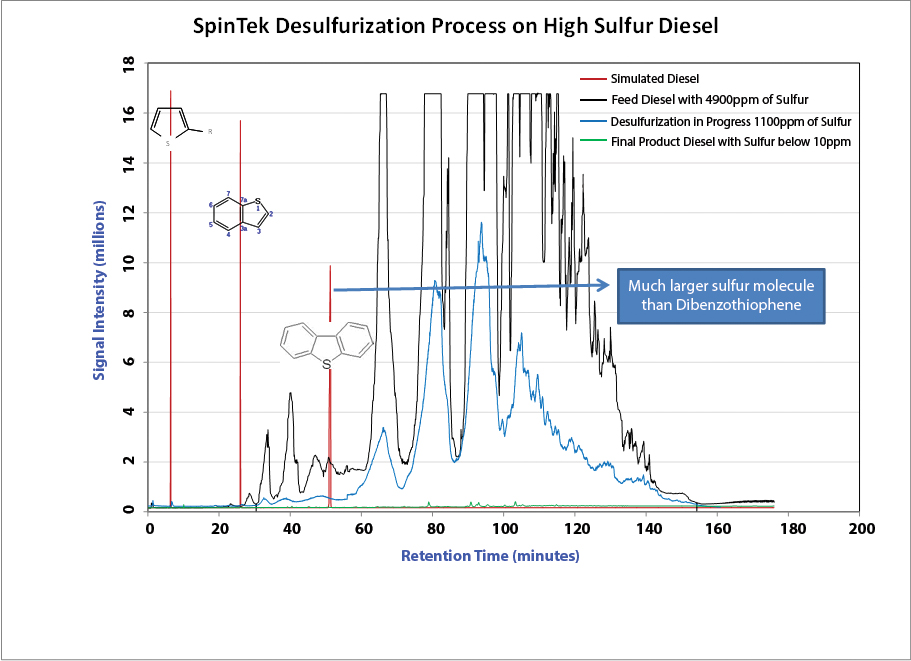 SpinTek Desulfurization Process on High Sulfur Diesel
Simulated Diesel
Feed Diesel with 4900ppm of Sulfur
Desulfurization in Progress 1100ppm of Sulfur
Final Product Diesel with Sulfur below 10ppm
Signal Intensity (millions)
18
16
14
12
10
8
6
4
2
0
S
R
7
7a
S
1
6
2
5
3a
3
4
S
Much larger sulfur molecule
than Dibenzothiophene
0 20 40 60 80 100 120 140 160 180 200
Retention Time (minutes)